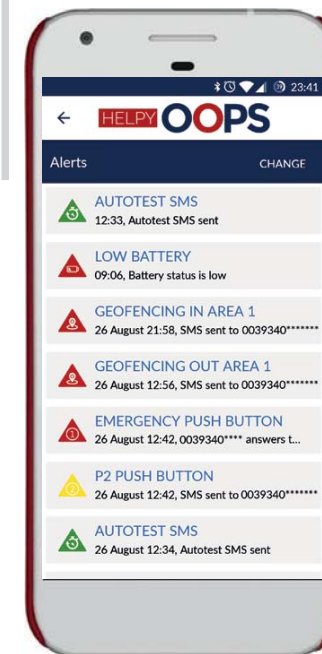 23:41
HELPY OOPS
Alerts CHANGE
AUTOTEST SMS
12:33, Autotest SMS sent
LOW BATTERY
09:06, Battery status is low
GEOFENCING IN AREA 1
26 August 21:58, SMS sent to 0039340*******
GEOFENCING OUT AREA 1
26 August 12:56, SMS sent to 0039340*******
EMERGENCY PUSH BUTTON
1
26 August 12:42, 0039340**** answers t...
P2 PUSH BUTTON
2
26 August 12:42, SMS sent to 0039340*******
AUTOTEST SMS
26 August 12:34, Autotest SMS sent